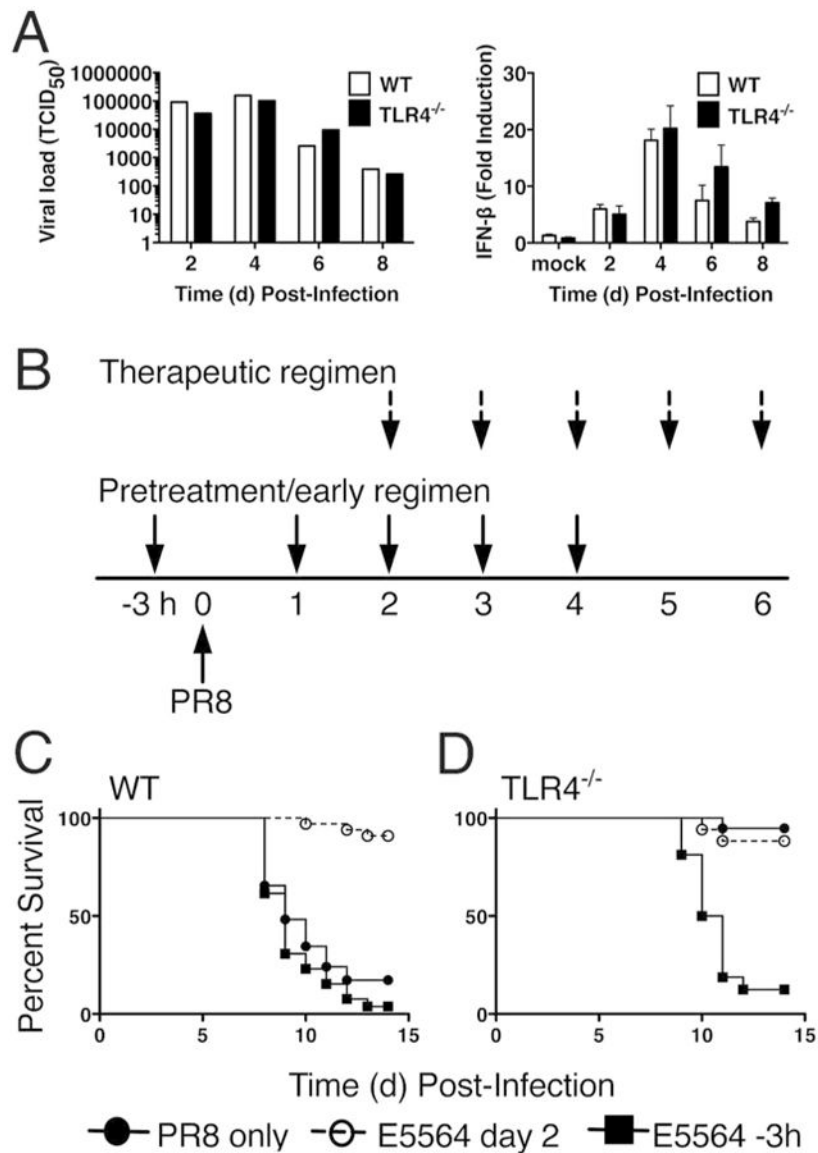 A
Viral load (TCID50)
1000000
100000
10000
1000
100
10
1
WT
TLR4-/-
2 4 6 8
Time (d) Post-Infection
IFN-β (Fold Induction)
30
20
10
0
WT
TLR4-/-
mock 2 4 6 8
Time (d) Post-Infection
B
Therapeutic regimen
Pretreatment/early regimen
-3 h 0 1 2 3 4 5 6
PR8
C
WT
Percent Survival
100
50
0
0 5 10 15
D
TLR4-/-
100
50
0
0 5 10 15
Time (d) Post-Infection
PR8 only E5564 day 2 E5564 -3h